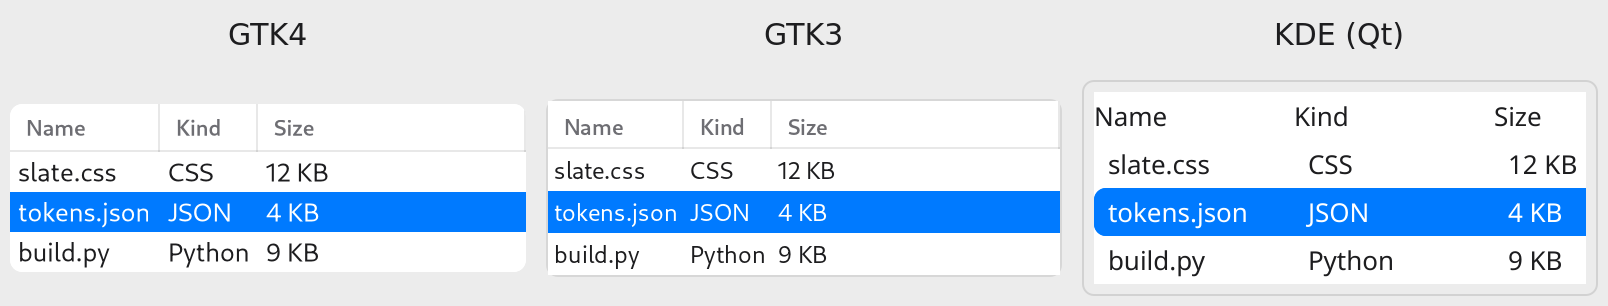 GTK4
Name Kind Size
slate.css CSS 12 KB
tokens.json JSON 4 KB
build.py Python 9 KB
GTK3
Name Kind Size
slate.css CSS 12 KB
tokens.json JSON 4 KB
build.py Python 9 KB
KDE (Qt)
Name Kind Size
slate.css CSS 12 KB
tokens.json JSON 4 KB
build.py Python 9 KB